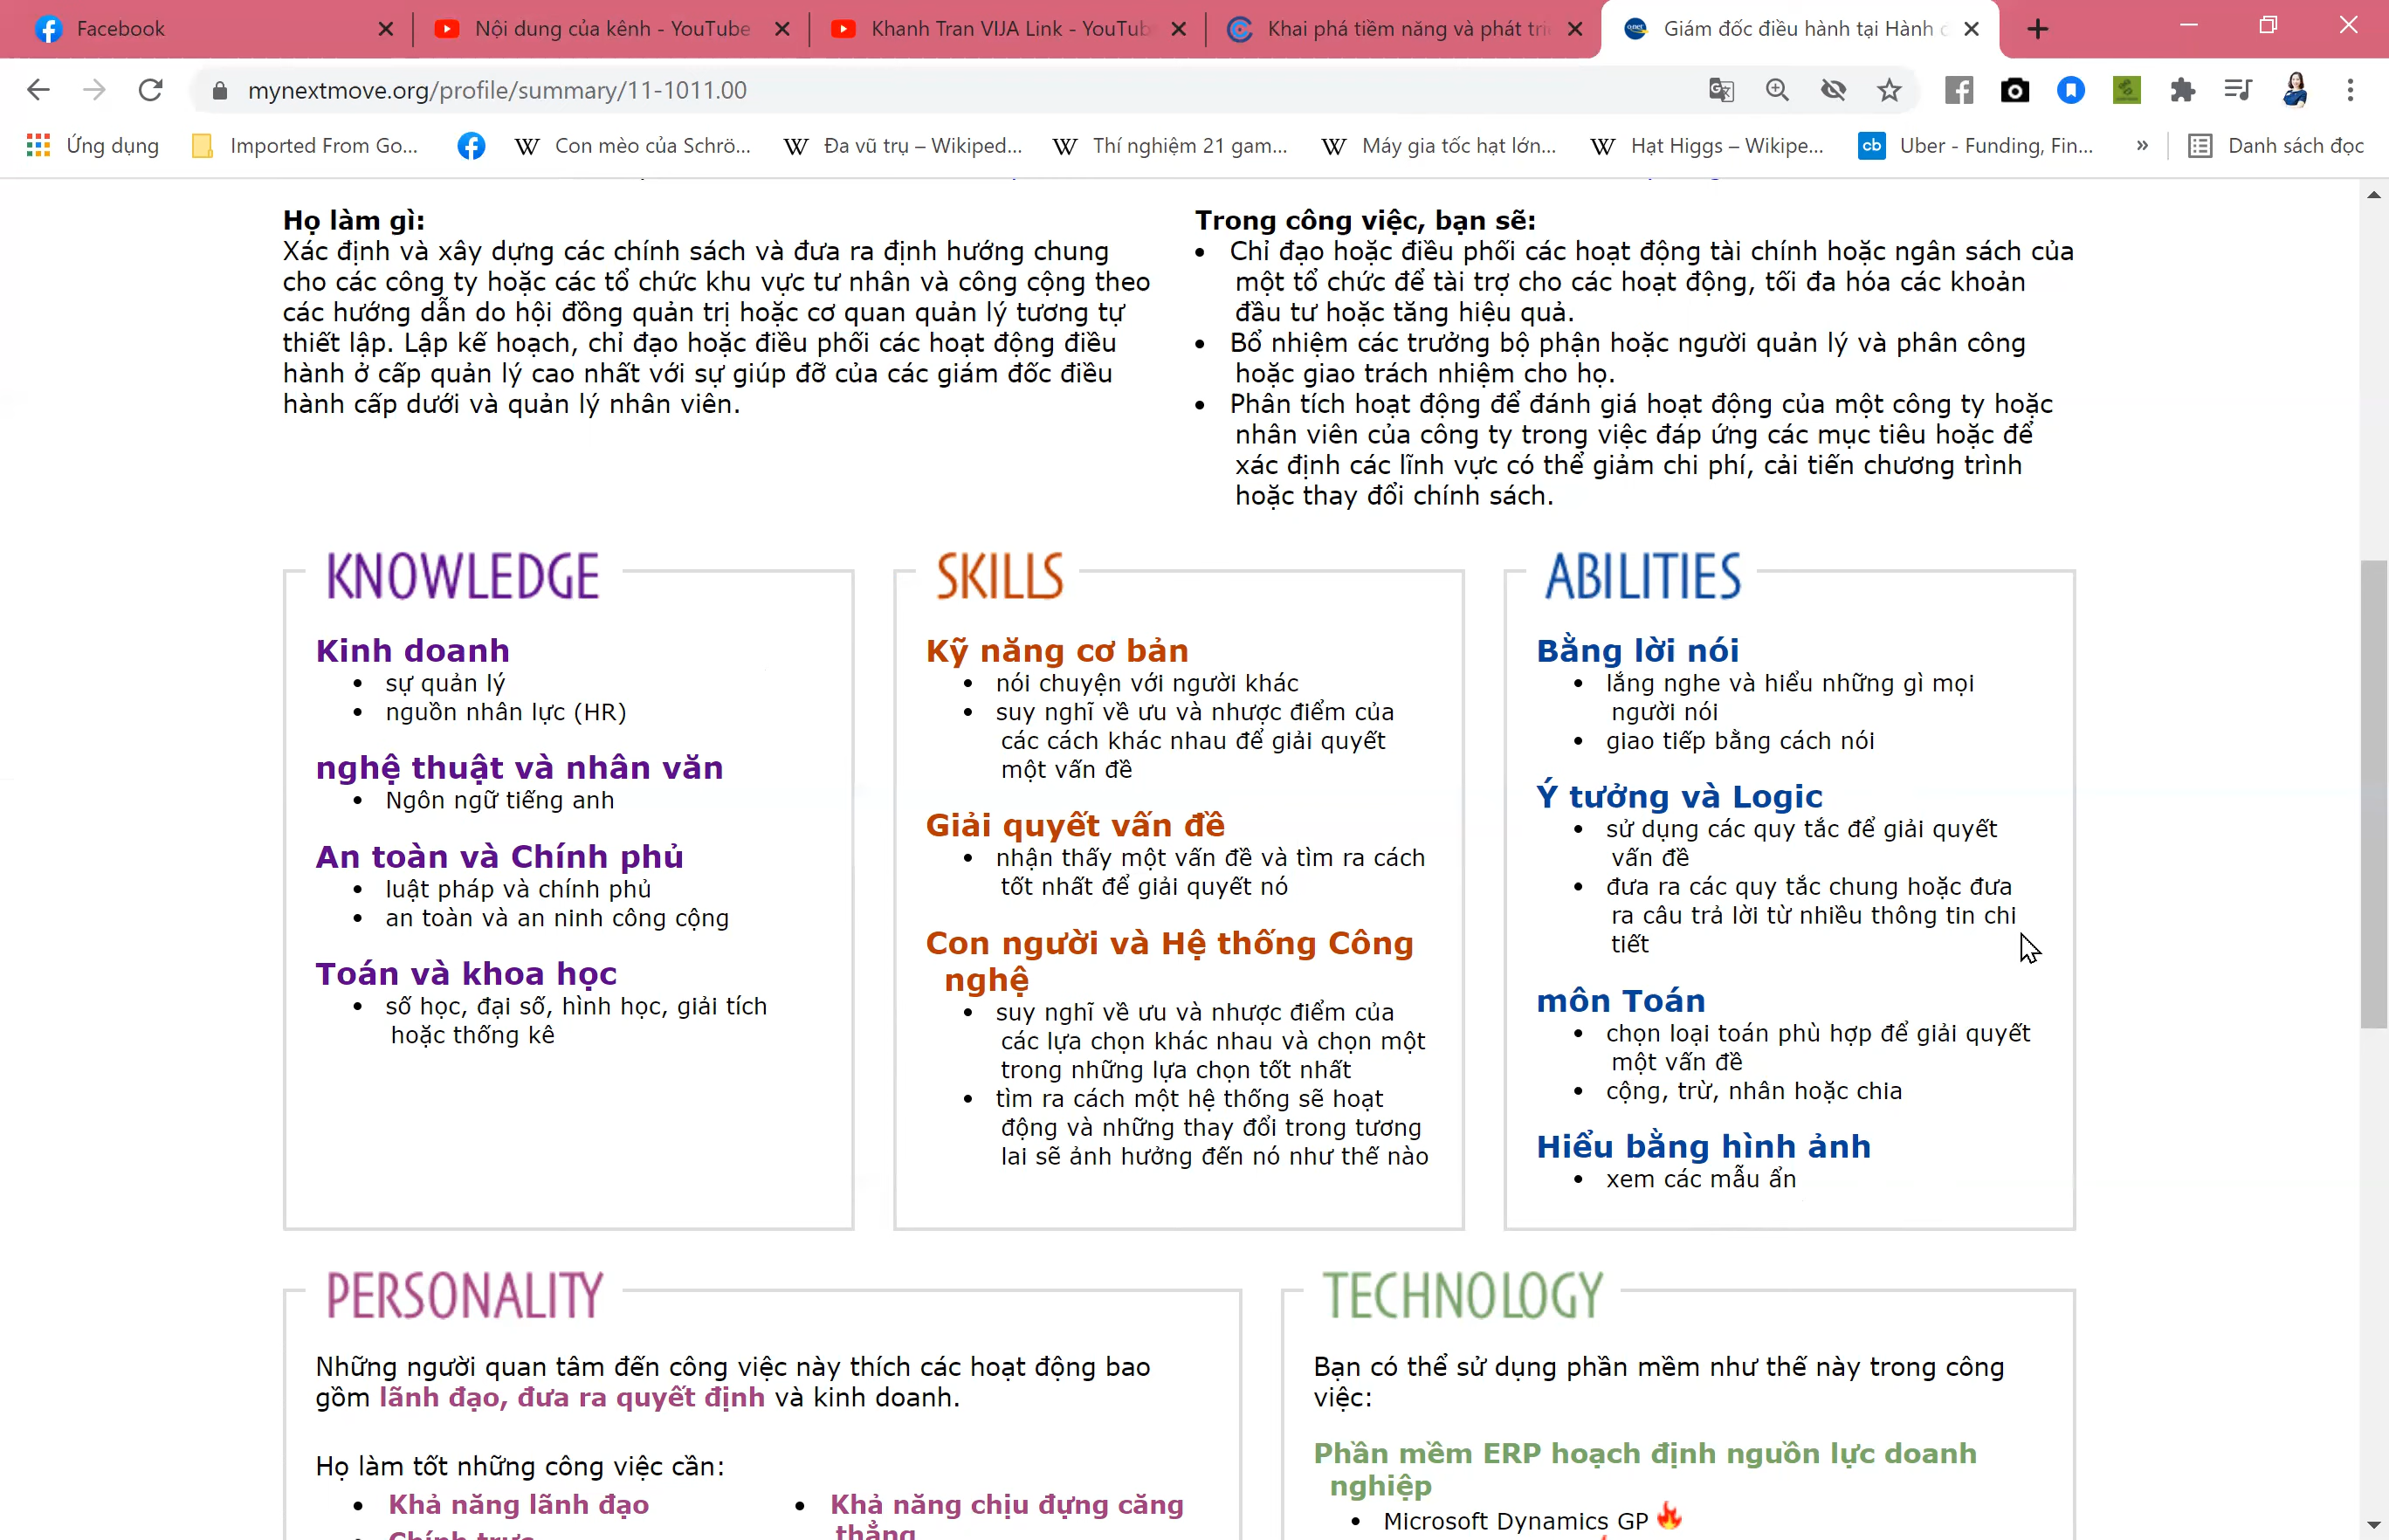 Facebook
Nội dung của kênh - YouTube
Khanh Tran VIJA Link - YouTub
Khai phá tiềm năng và phát tri
Giám đốc điều hành tại Hành c
mynextmove.org/profile/summary/11-1011.00
Ứng dụng
Imported From Go...
Con mèo của Schrö...
Đa vũ trụ – Wikiped...
Thí nghiệm 21 gam...
Máy gia tốc hạt lớn...
Hạt Higgs – Wikipe...
Uber - Funding, Fin...
»
Danh sách đọc
Họ làm gì:
Xác định và xây dựng các chính sách và đưa ra định hướng chung
cho các công ty hoặc các tổ chức khu vực tư nhân và công cộng theo
các hướng dẫn do hội đồng quản trị hoặc cơ quan quản lý tương tự
thiết lập. Lập kế hoạch, chỉ đạo hoặc điều phối các hoạt động điều
hành ở cấp quản lý cao nhất với sự giúp đỡ của các giám đốc điều
hành cấp dưới và quản lý nhân viên.
Trong công việc, bạn sẽ:
• Chỉ đạo hoặc điều phối các hoạt động tài chính hoặc ngân sách của
một tổ chức để tài trợ cho các hoạt động, tối đa hóa các khoản
đầu tư hoặc tăng hiệu quả.
• Bổ nhiệm các trưởng bộ phận hoặc người quản lý và phân công
hoặc giao trách nhiệm cho họ.
• Phân tích hoạt động để đánh giá hoạt động của một công ty hoặc
nhân viên của công ty trong việc đáp ứng các mục tiêu hoặc để
xác định các lĩnh vực có thể giảm chi phí, cải tiến chương trình
hoặc thay đổi chính sách.
KNOWLEDGE
Kinh doanh
• sự quản lý
• nguồn nhân lực (HR)
nghệ thuật và nhân văn
• Ngôn ngữ tiếng anh
An toàn và Chính phủ
• luật pháp và chính phủ
• an toàn và an ninh công cộng
Toán và khoa học
• số học, đại số, hình học, giải tích
hoặc thống kê
SKILLS
Kỹ năng cơ bản
• nói chuyện với người khác
• suy nghĩ về ưu và nhược điểm của
các cách khác nhau để giải quyết
một vấn đề
Giải quyết vấn đề
• nhận thấy một vấn đề và tìm ra cách
tốt nhất để giải quyết nó
Con người và Hệ thống Công
nghệ
• suy nghĩ về ưu và nhược điểm của
các lựa chọn khác nhau và chọn một
trong những lựa chọn tốt nhất
• tìm ra cách một hệ thống sẽ hoạt
động và những thay đổi trong tương
lai sẽ ảnh hưởng đến nó như thế nào
ABILITIES
Bằng lời nói
• lắng nghe và hiểu những gì mọi
người nói
• giao tiếp bằng cách nói
Ý tưởng và Logic
• sử dụng các quy tắc để giải quyết
vấn đề
• đưa ra các quy tắc chung hoặc đưa
ra câu trả lời từ nhiều thông tin chi
tiết
môn Toán
• chọn loại toán phù hợp để giải quyết
một vấn đề
• cộng, trừ, nhân hoặc chia
Hiểu bằng hình ảnh
• xem các mẫu ẩn
PERSONALITY
Những người quan tâm đến công việc này thích các hoạt động bao
gồm lãnh đạo, đưa ra quyết định và kinh doanh.
Họ làm tốt những công việc cần:
• Khả năng lãnh đạo
• Chính trực
• Khả năng chịu đựng căng
thẳng
TECHNOLOGY
Bạn có thể sử dụng phần mềm như thế này trong công
việc:
Phần mềm ERP hoạch định nguồn lực doanh
nghiệp
• Microsoft Dynamics GP